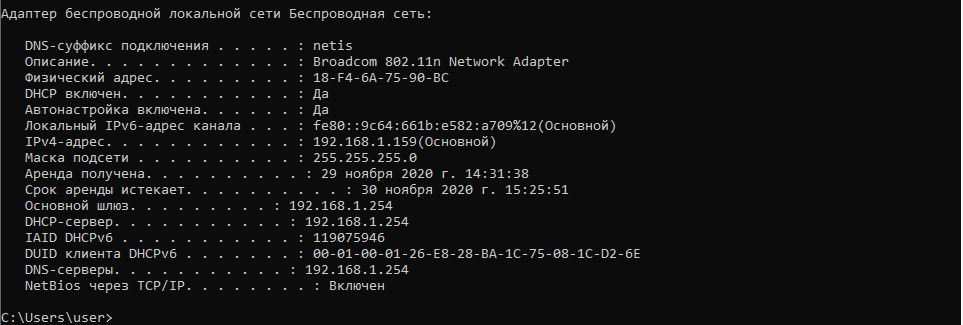 Адаптер беспроводной локальной сети Беспроводная сеть:
DNS-суффикс подключения . . . . . : netis
Описание. . . . . . . . . . . . . : Broadcom 802.11n Network Adapter
Физический адрес. . . . . . . . . : 18-F4-6A-75-90-BC
DHCP включен. . . . . . . . . . . : Да
Автонастройка включена. . . . . . : Да
Локальный IPv6-адрес канала . . . : fe80::9c64:661b:e582:a709%12(Основной)
IPv4-адрес. . . . . . . . . . . . : 192.168.1.159(Основной)
Маска подсети . . . . . . . . . . : 255.255.255.0
Аренда получена. . . . . . . . . . : 29 ноября 2020 г. 14:31:38
Срок аренды истекает. . . . . . . . . . : 30 ноября 2020 г. 15:25:51
Основной шлюз. . . . . . . . . : 192.168.1.254
DHCP-сервер. . . . . . . . . . . : 192.168.1.254
IAID DHCPv6 . . . . . . . . . . . : 119075946
DUID клиента DHCPv6 . . . . . . . : 00-01-00-01-26-E8-28-BA-1C-75-08-1C-D2-6E
DNS-серверы. . . . . . . . . . . : 192.168.1.254
NetBios через TCP/IP. . . . . . . . : Включен
C:\Users\user>